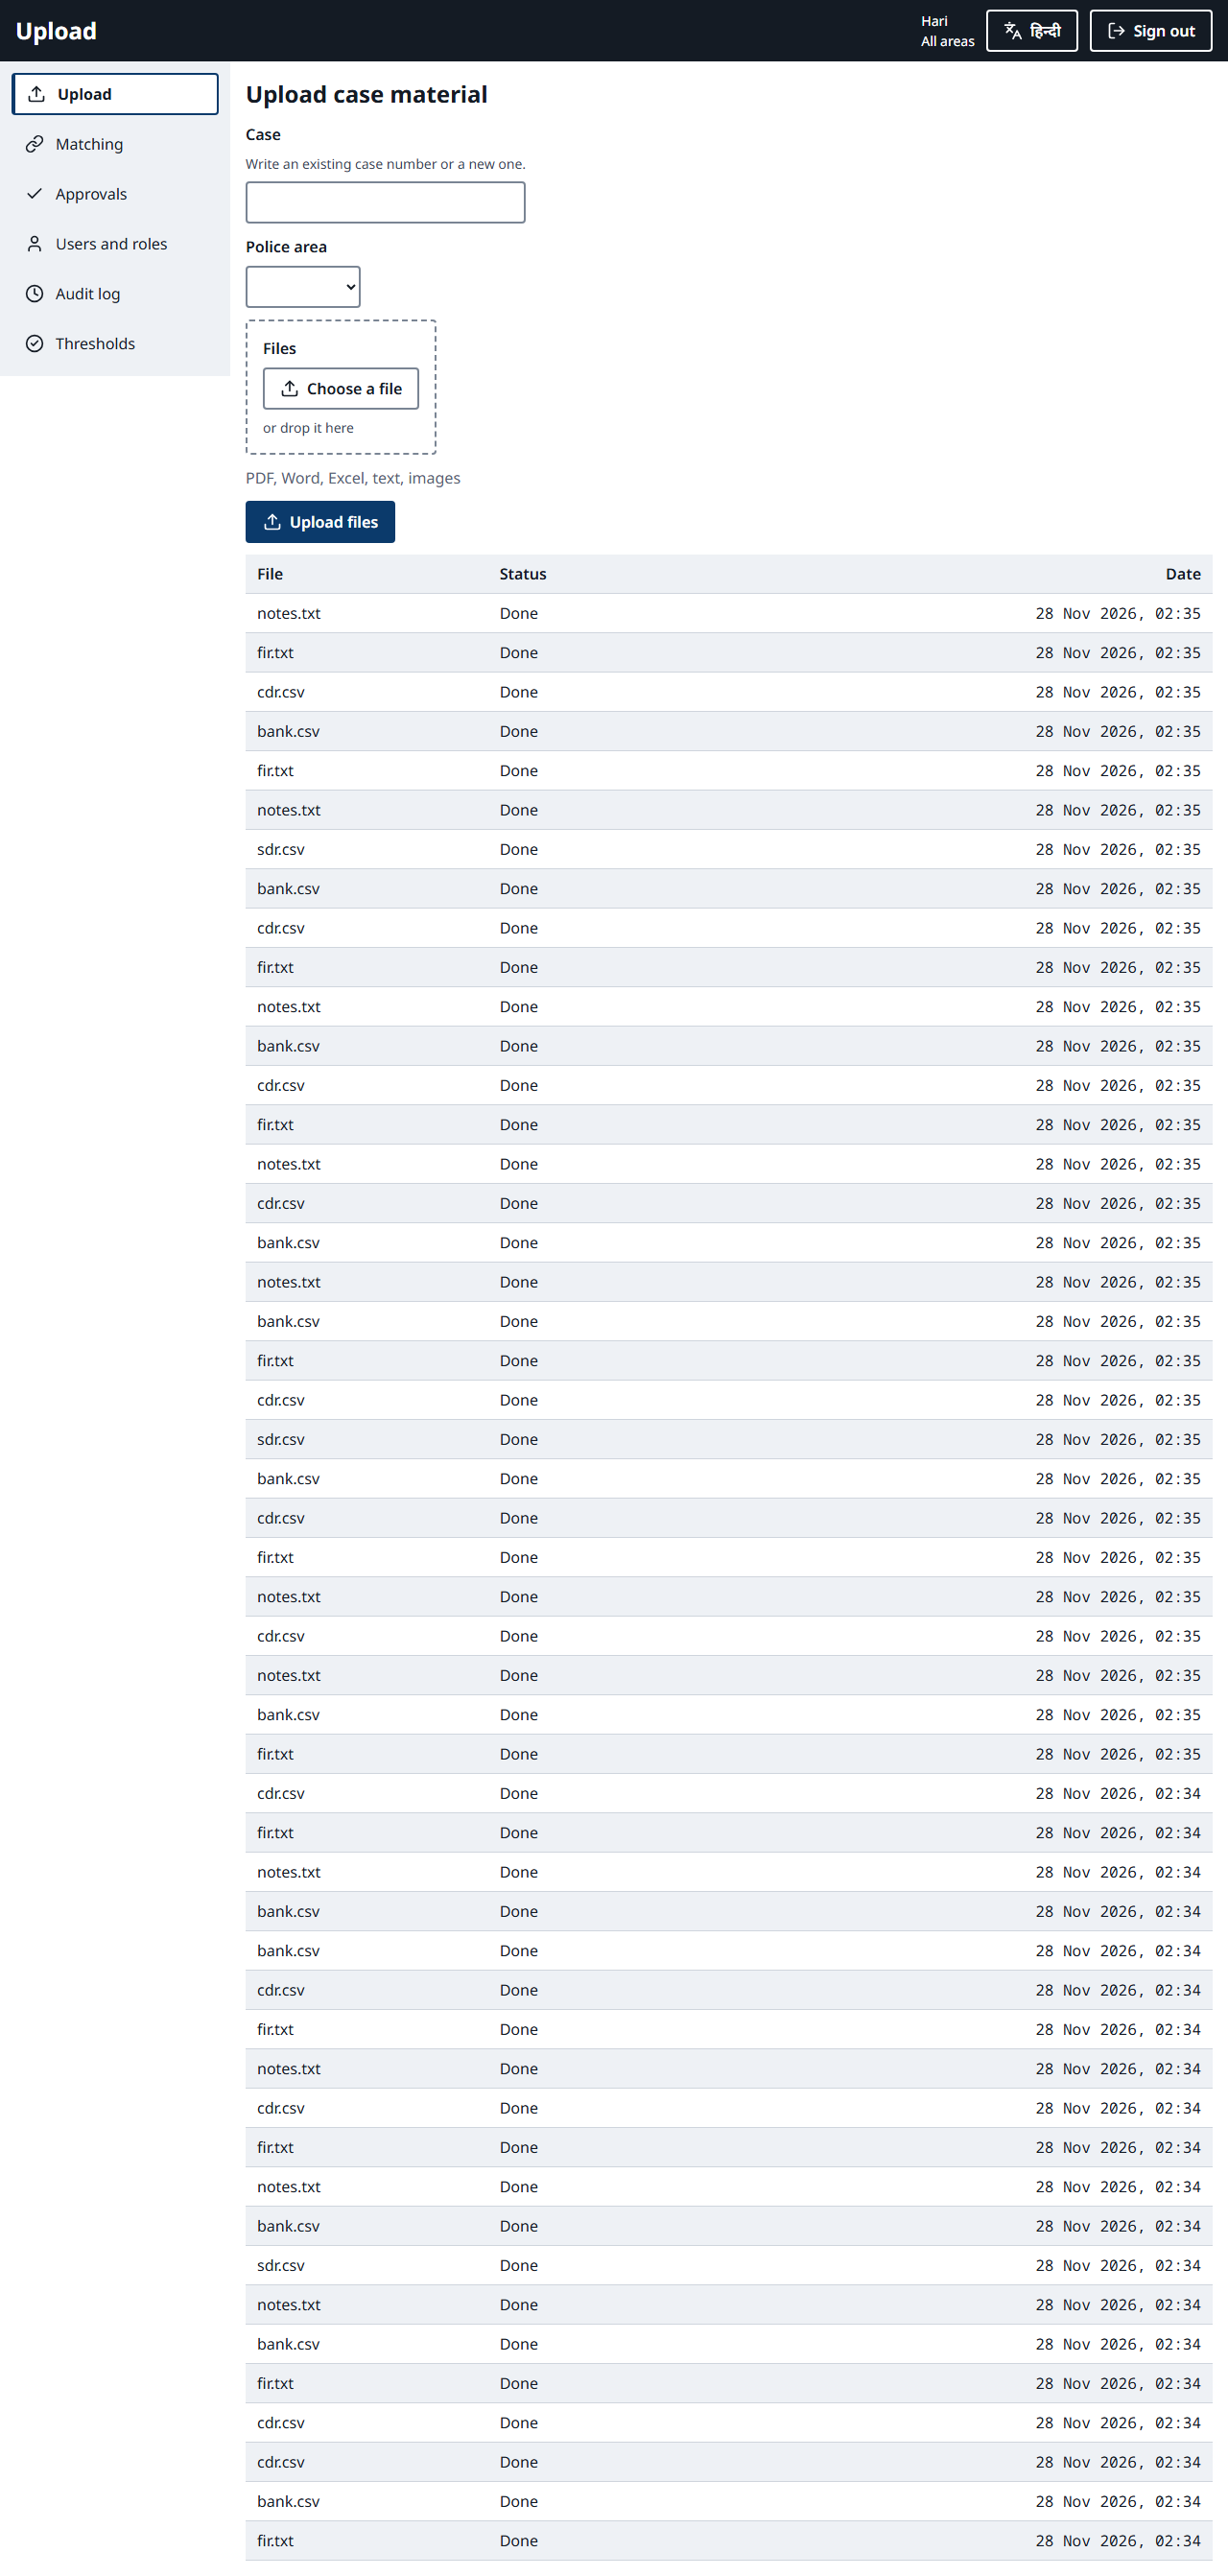 Upload
Hari
All areas
हिन्दी
Sign out
Upload
Matching
Approvals
Users and roles
Audit log
Thresholds
Upload case material
Case
Write an existing case number or a new one.
Police area
Files
Choose a file
or drop it here
PDF, Word, Excel, text, images
Upload files
File Status Date
notes.txt Done 28 Nov 2026, 02:35
fir.txt Done 28 Nov 2026, 02:35
cdr.csv Done 28 Nov 2026, 02:35
bank.csv Done 28 Nov 2026, 02:35
fir.txt Done 28 Nov 2026, 02:35
notes.txt Done 28 Nov 2026, 02:35
sdr.csv Done 28 Nov 2026, 02:35
bank.csv Done 28 Nov 2026, 02:35
cdr.csv Done 28 Nov 2026, 02:35
fir.txt Done 28 Nov 2026, 02:35
notes.txt Done 28 Nov 2026, 02:35
bank.csv Done 28 Nov 2026, 02:35
cdr.csv Done 28 Nov 2026, 02:35
fir.txt Done 28 Nov 2026, 02:35
notes.txt Done 28 Nov 2026, 02:35
cdr.csv Done 28 Nov 2026, 02:35
bank.csv Done 28 Nov 2026, 02:35
notes.txt Done 28 Nov 2026, 02:35
bank.csv Done 28 Nov 2026, 02:35
fir.txt Done 28 Nov 2026, 02:35
cdr.csv Done 28 Nov 2026, 02:35
sdr.csv Done 28 Nov 2026, 02:35
bank.csv Done 28 Nov 2026, 02:35
cdr.csv Done 28 Nov 2026, 02:35
fir.txt Done 28 Nov 2026, 02:35
notes.txt Done 28 Nov 2026, 02:35
cdr.csv Done 28 Nov 2026, 02:35
notes.txt Done 28 Nov 2026, 02:35
bank.csv Done 28 Nov 2026, 02:35
fir.txt Done 28 Nov 2026, 02:35
cdr.csv Done 28 Nov 2026, 02:34
fir.txt Done 28 Nov 2026, 02:34
notes.txt Done 28 Nov 2026, 02:34
bank.csv Done 28 Nov 2026, 02:34
bank.csv Done 28 Nov 2026, 02:34
cdr.csv Done 28 Nov 2026, 02:34
fir.txt Done 28 Nov 2026, 02:34
notes.txt Done 28 Nov 2026, 02:34
cdr.csv Done 28 Nov 2026, 02:34
fir.txt Done 28 Nov 2026, 02:34
notes.txt Done 28 Nov 2026, 02:34
bank.csv Done 28 Nov 2026, 02:34
sdr.csv Done 28 Nov 2026, 02:34
notes.txt Done 28 Nov 2026, 02:34
bank.csv Done 28 Nov 2026, 02:34
fir.txt Done 28 Nov 2026, 02:34
cdr.csv Done 28 Nov 2026, 02:34
cdr.csv Done 28 Nov 2026, 02:34
bank.csv Done 28 Nov 2026, 02:34
fir.txt Done 28 Nov 2026, 02:34